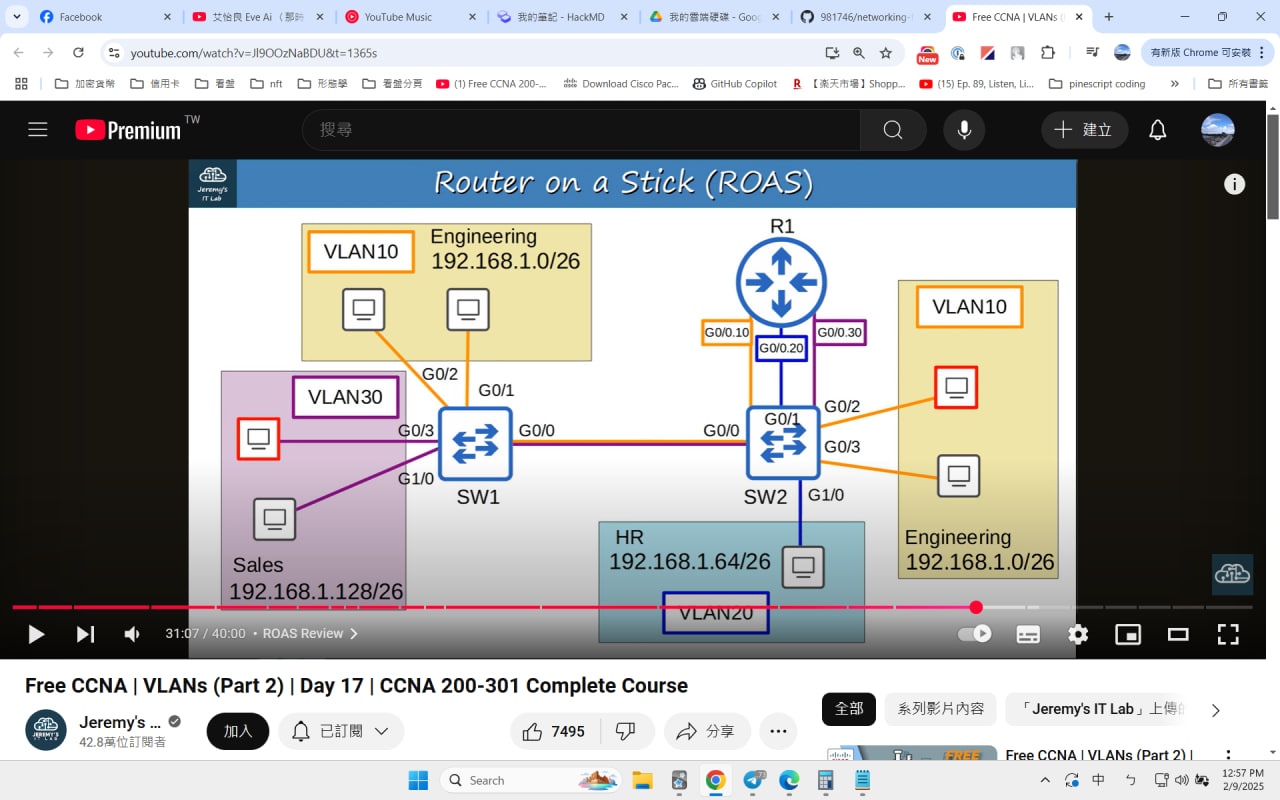 Facebook
艾怡良 Eve Ai 〈 那時
YouTube Music
我的筆記 - HackMD
我的雲端硬碟 - Goo
981746/networking-
Free CCNA | VLANs (
youtube.com/watch?v=Jl9OOzNaBDU&t=1365s
New
有新版 Chrome 可安裝
加密貨幣
信用卡
看盤
nft
形態學
看盤分頁
(1) Free CCNA 200-...
Download Cisco Pac...
GitHub Copilot
【楽天市場】Shopp...
(15) Ep. 89, Listen, Li...
pinescript coding
»
所有書籤
Premium TW
搜尋
建立
Jeremy's
IT Lab
Router on a Stick (ROAS)
VLAN10
Engineering
192.168.1.0/26
R1
G0/0.10
G0/0.20
G0/0.30
VLAN10
G0/2
G0/1
VLAN30
G0/3
G1/0
G0/0
SW1
G0/0
G0/1
G0/2
G0/3
SW2
G1/0
Sales
192.168.1.128/26
HR
192.168.1.64/26
VLAN20
Engineering
192.168.1.0/26
31:07 / 40:00 • ROAS Review
Free CCNA | VLANs (Part 2) | Day 17 | CCNA 200-301 Complete Course
Jeremy's ...
42.8萬位訂閱者
加入
已訂閱
7495
分享
全部
系列影片內容
「Jeremy's IT Lab」上傳的
FREE
Free CCNA | VLANs (Part 2) |
Search
73
中
12:57 PM
2/9/2025